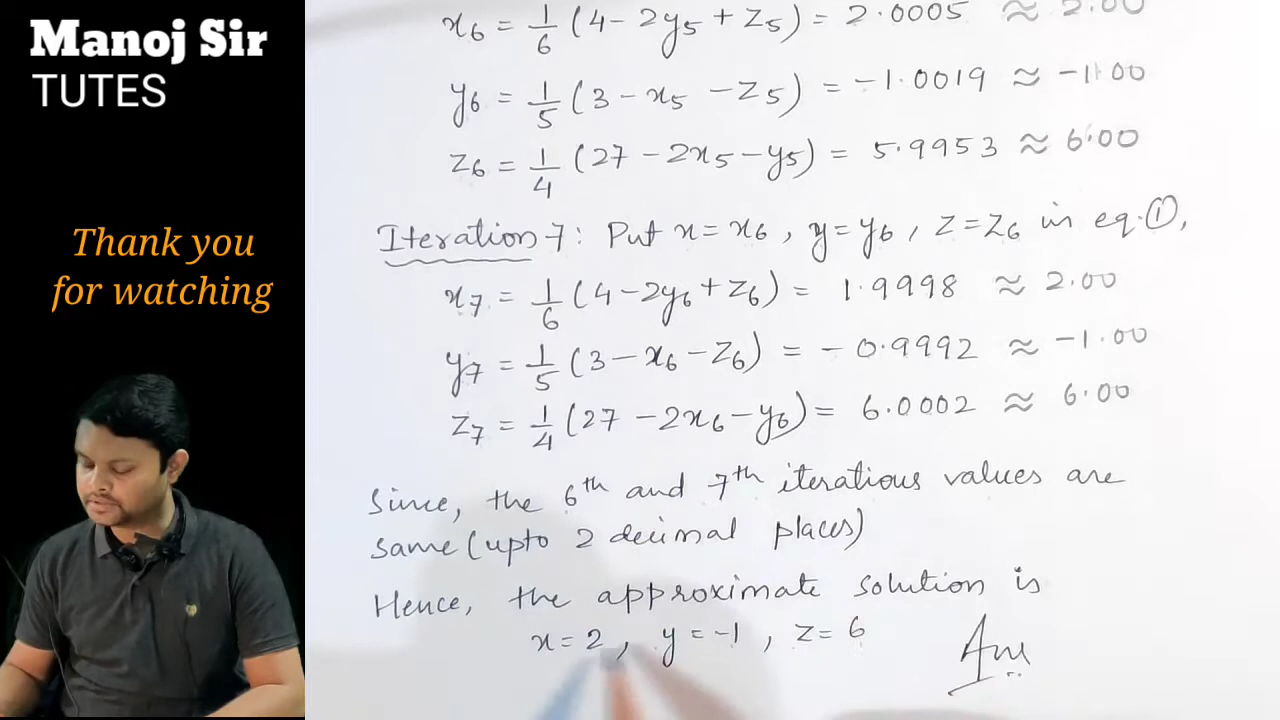 Manoj Sir
TUTES
Thank you
for watching
x₆ = 1/6 (4 - 2y₅ + z₅) = 2.0005 ≈ 2.00
y₆ = 1/5 (3 - x₅ - z₅) = -1.0019 ≈ -1.00
z₆ = 1/4 (27 - 2x₅ - y₅) = 5.9953 ≈ 6.00
Iteration 7: Put x = x₆, y = y₆, z = z₆ in eq. ①,
x₇ = 1/6 (4 - 2y₆ + z₆) = 1.9998 ≈ 2.00
y₇ = 1/5 (3 - x₆ - z₆) = -0.9992 ≈ -1.00
z₇ = 1/4 (27 - 2x₆ - y₆) = 6.0002 ≈ 6.00
Since, the 6th and 7th iterations values are
same (upto 2 decimal places)
Hence, the approximate solution is
x = 2, y = -1, z = 6 Ans